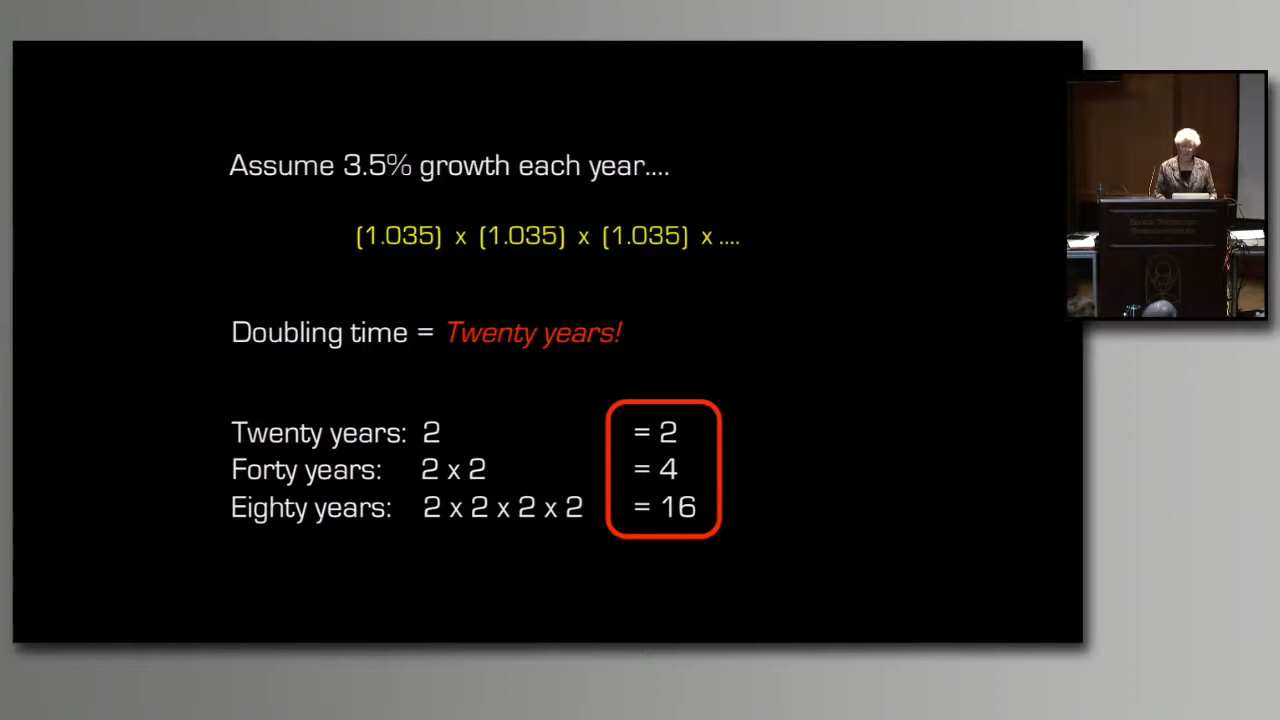 Assume 3.5% growth each year....
(1.035) x (1.035) x (1.035) x ....
Doubling time = Twenty years!
Twenty years: 2 = 2
Forty years: 2 x 2 = 4
Eighty years: 2 x 2 x 2 x 2 = 16